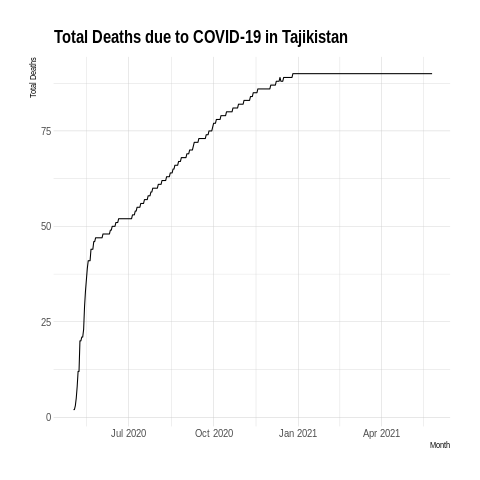 Total Deaths due to COVID-19 in Tajikistan
Total Deaths
75
50
25
0
Jul 2020 Oct 2020 Jan 2021 Apr 2021
Month